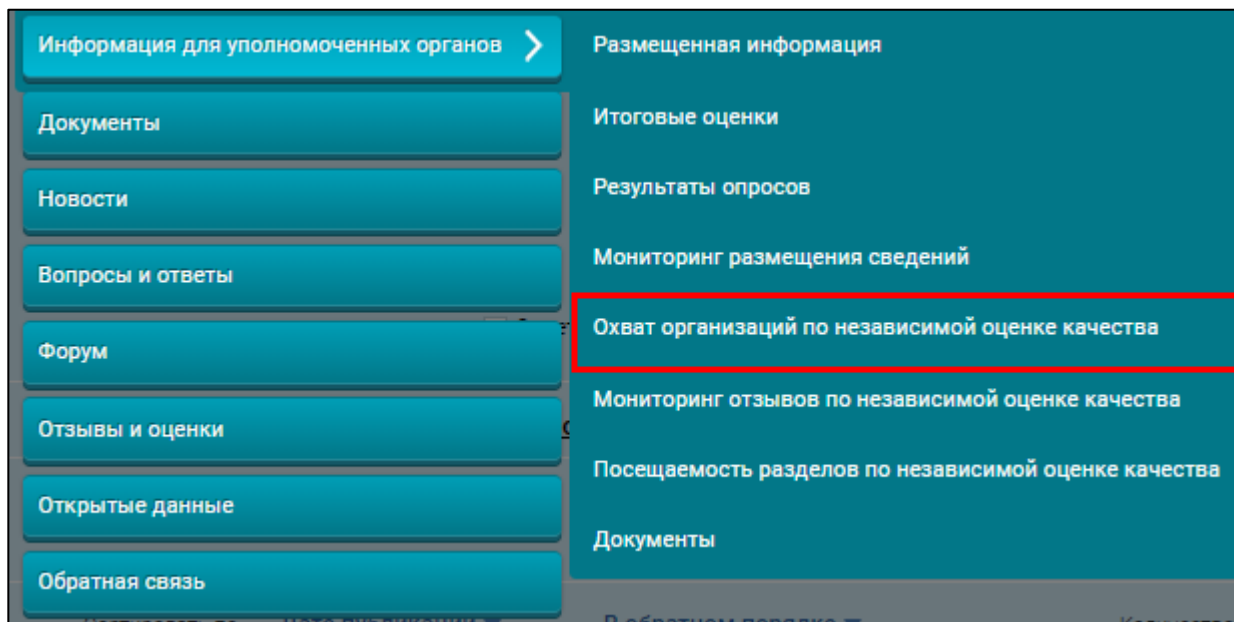 Информация для уполномоченных органов
Документы
Новости
Вопросы и ответы
Форум
Отзывы и оценки
Открытые данные
Обратная связь
Размещенная информация
Итоговые оценки
Результаты опросов
Мониторинг размещения сведений
Охват организаций по независимой оценке качества
Мониторинг отзывов по независимой оценке качества
Посещаемость разделов по независимой оценке качества
Документы